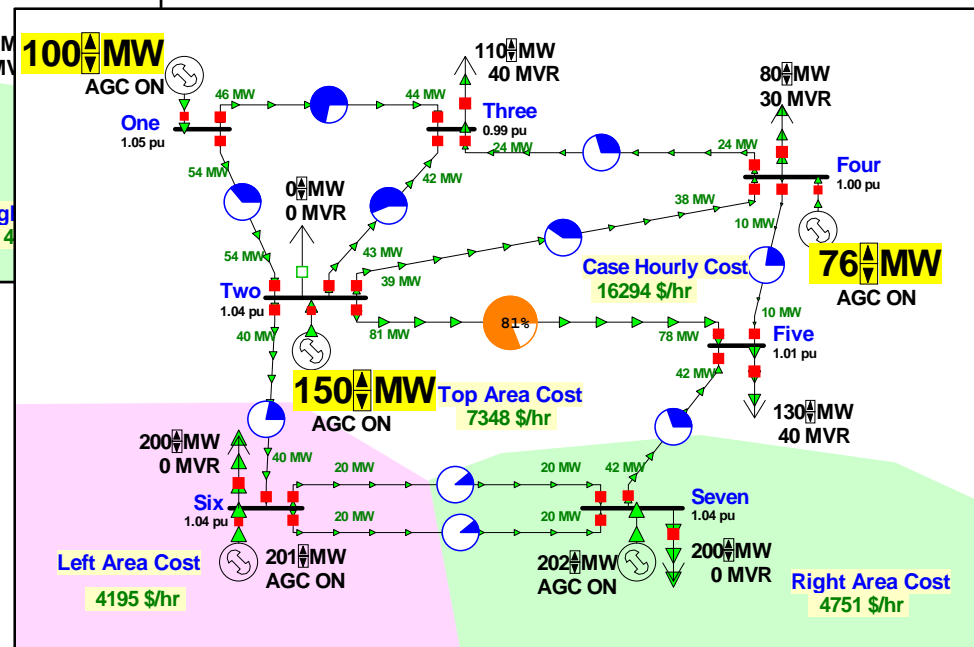 100 MW
AGC ON
46 MW
44 MW
110 MW
40 MVR
80 MW
30 MVR
One
1.05 pu
Three
0.99 pu
24 MW
24 MW
Four
1.00 pu
54 MW
42 MW
0 MW
0 MVR
38 MW
10 MW
54 MW
43 MW
39 MW
Case Hourly Cost
16294 $/hr
76 MW
AGC ON
Two
1.04 pu
40 MW
81 MW
81%
78 MW
10 MW
Five
1.01 pu
42 MW
150 MW
AGC ON
Top Area Cost
7348 $/hr
130 MW
40 MVR
200 MW
0 MVR
40 MW
20 MW
20 MW
42 MW
Six
1.04 pu
20 MW
20 MW
Seven
1.04 pu
201 MW
AGC ON
202 MW
AGC ON
200 MW
0 MVR
Left Area Cost
4195 $/hr
Right Area Cost
4751 $/hr